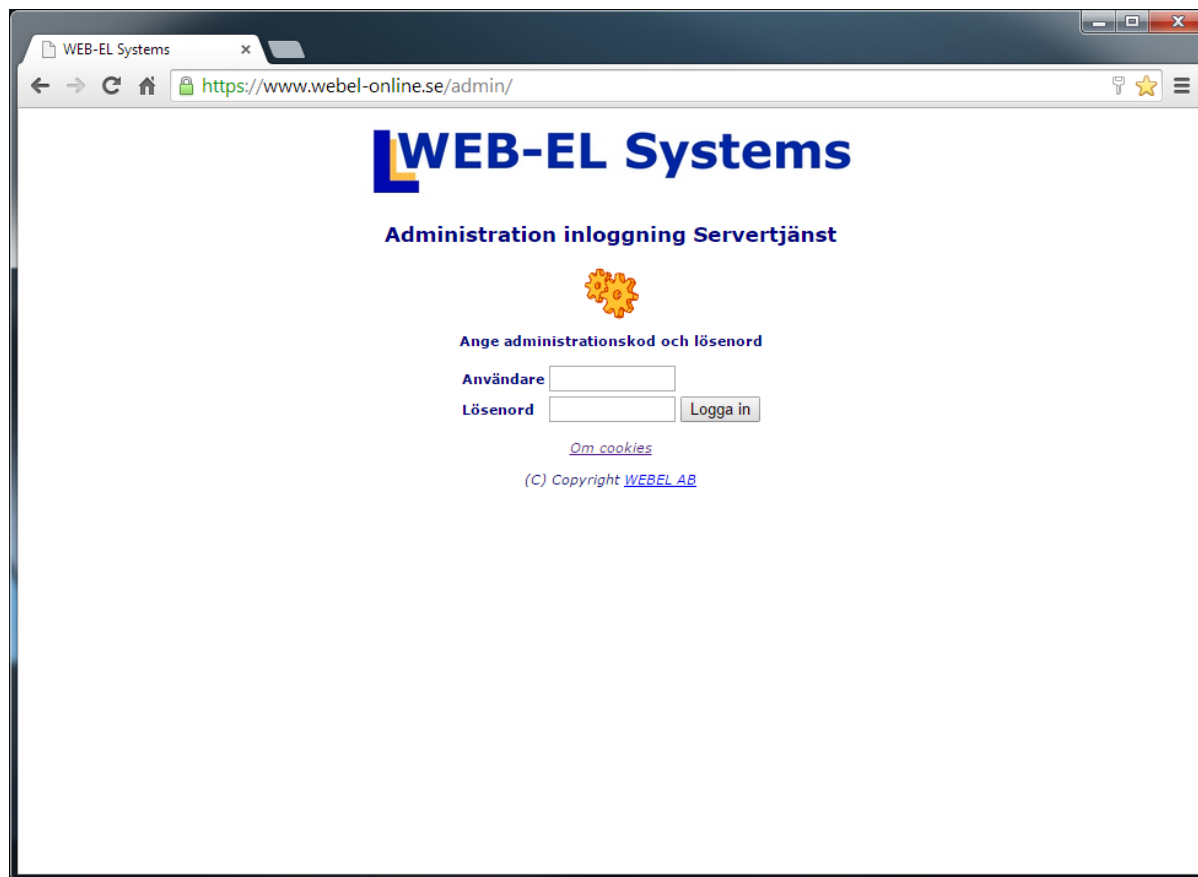 WEB-EL Systems
https://www.webel-online.se/admin/
WEB-EL Systems
Administration inloggning Servertjänst
Ange administrationskod och lösenord
Användare
Lösenord Logga in
Om cookies
(C) Copyright WEBEL AB